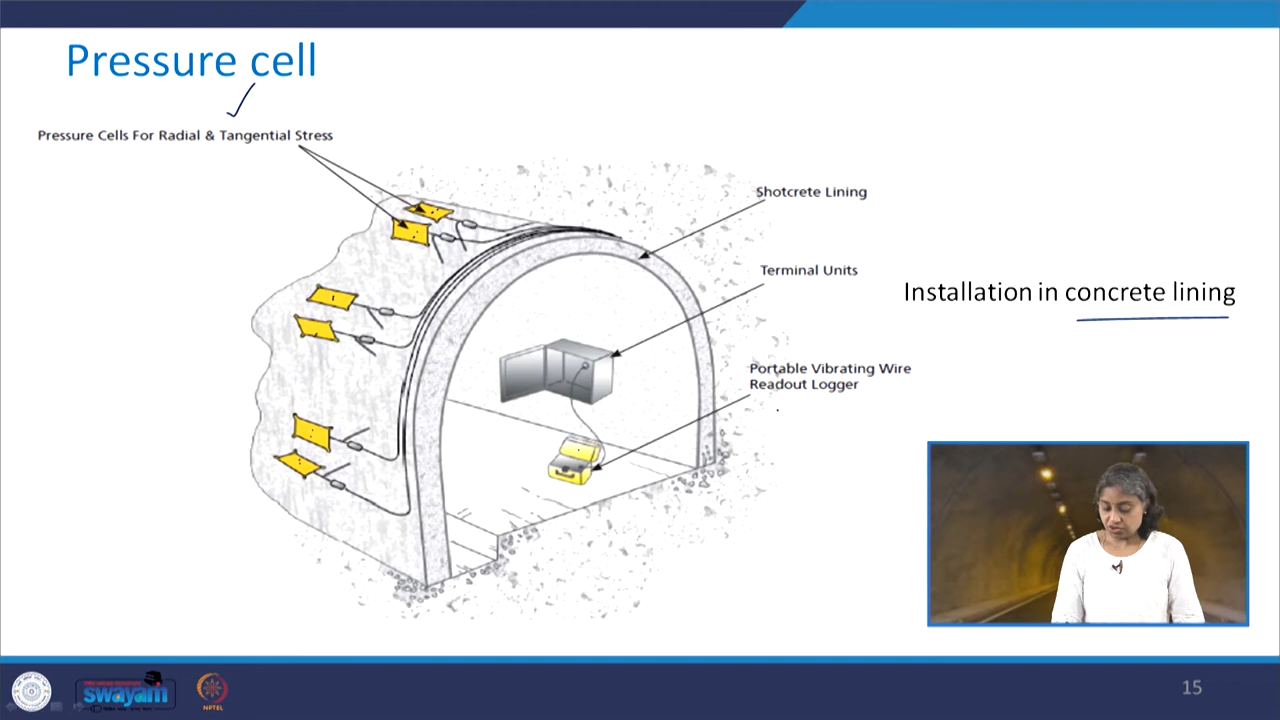 Pressure cell
Pressure Cells For Radial & Tangential Stress
Shotcrete Lining
Terminal Units
Installation in concrete lining
Portable Vibrating Wire
Readout Logger
swayam
NPTEL
15